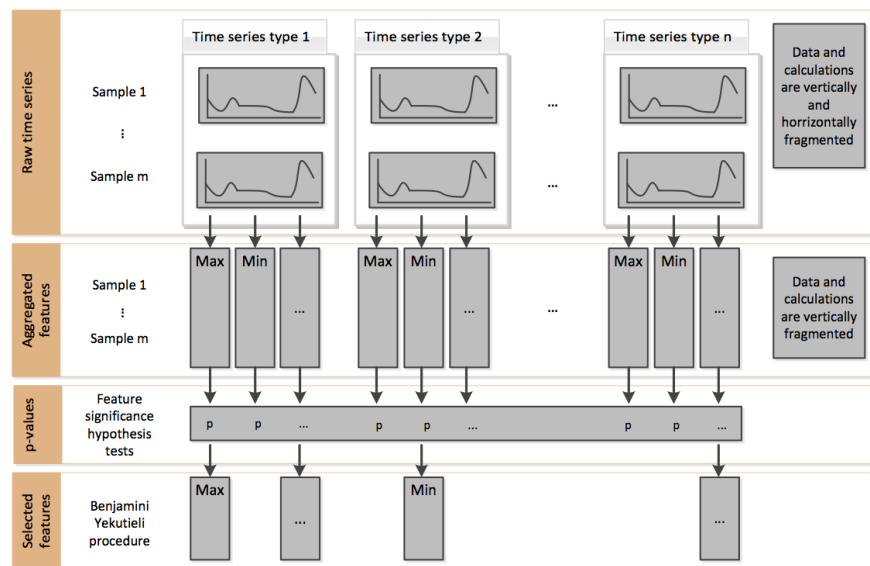 Raw time series
Time series type 1
Time series type 2
Time series type n
Sample 1
⋮
Sample m
...
...
Data and
calculations
are vertically
and
horrizontally
fragmented
Aggregated
features
Sample 1
⋮
Sample m
Max
Min
...
Max
Min
...
...
Max
Min
...
Data and
calculations
are vertically
fragmented
p-values
Feature
significance
hypothesis
tests
p p ... p p ... p p ...
Selected
features
Benjamini
Yekutieli
procedure
Max
...
Min
...